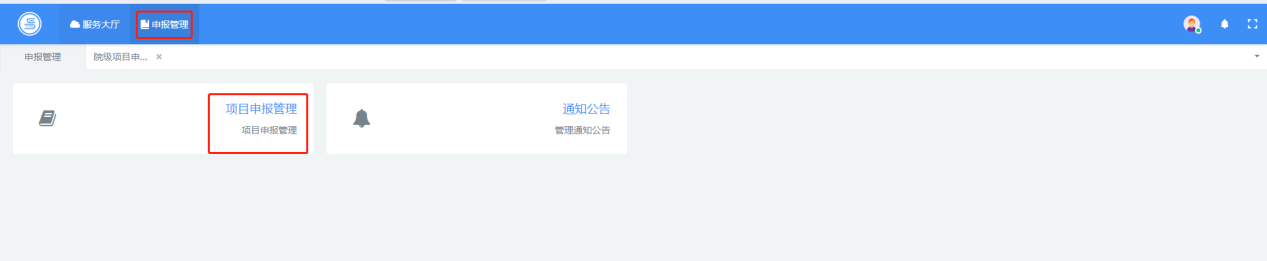 服务大厅 申报管理
申报管理 院级项目申... ×
项目申报管理
项目申报管理
通知公告
管理通知公告